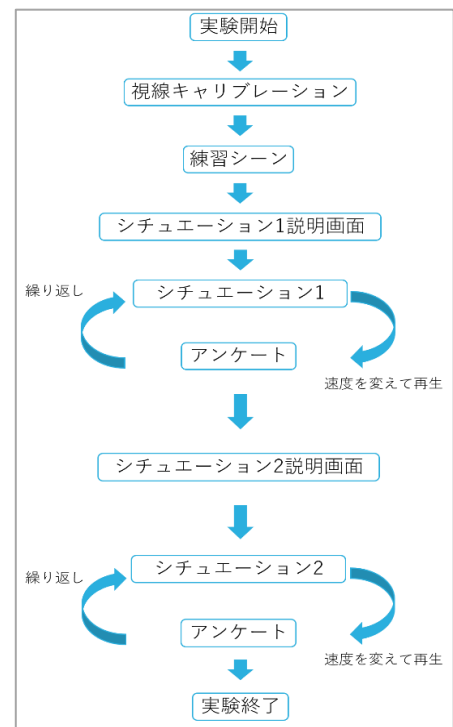 実験開始
視線キャリブレーション
練習シーン
シチュエーション1説明画面
繰り返し
シチュエーション1
アンケート
速度を変えて再生
シチュエーション2説明画面
シチュエーション2
繰り返し
アンケート
速度を変えて再生
実験終了